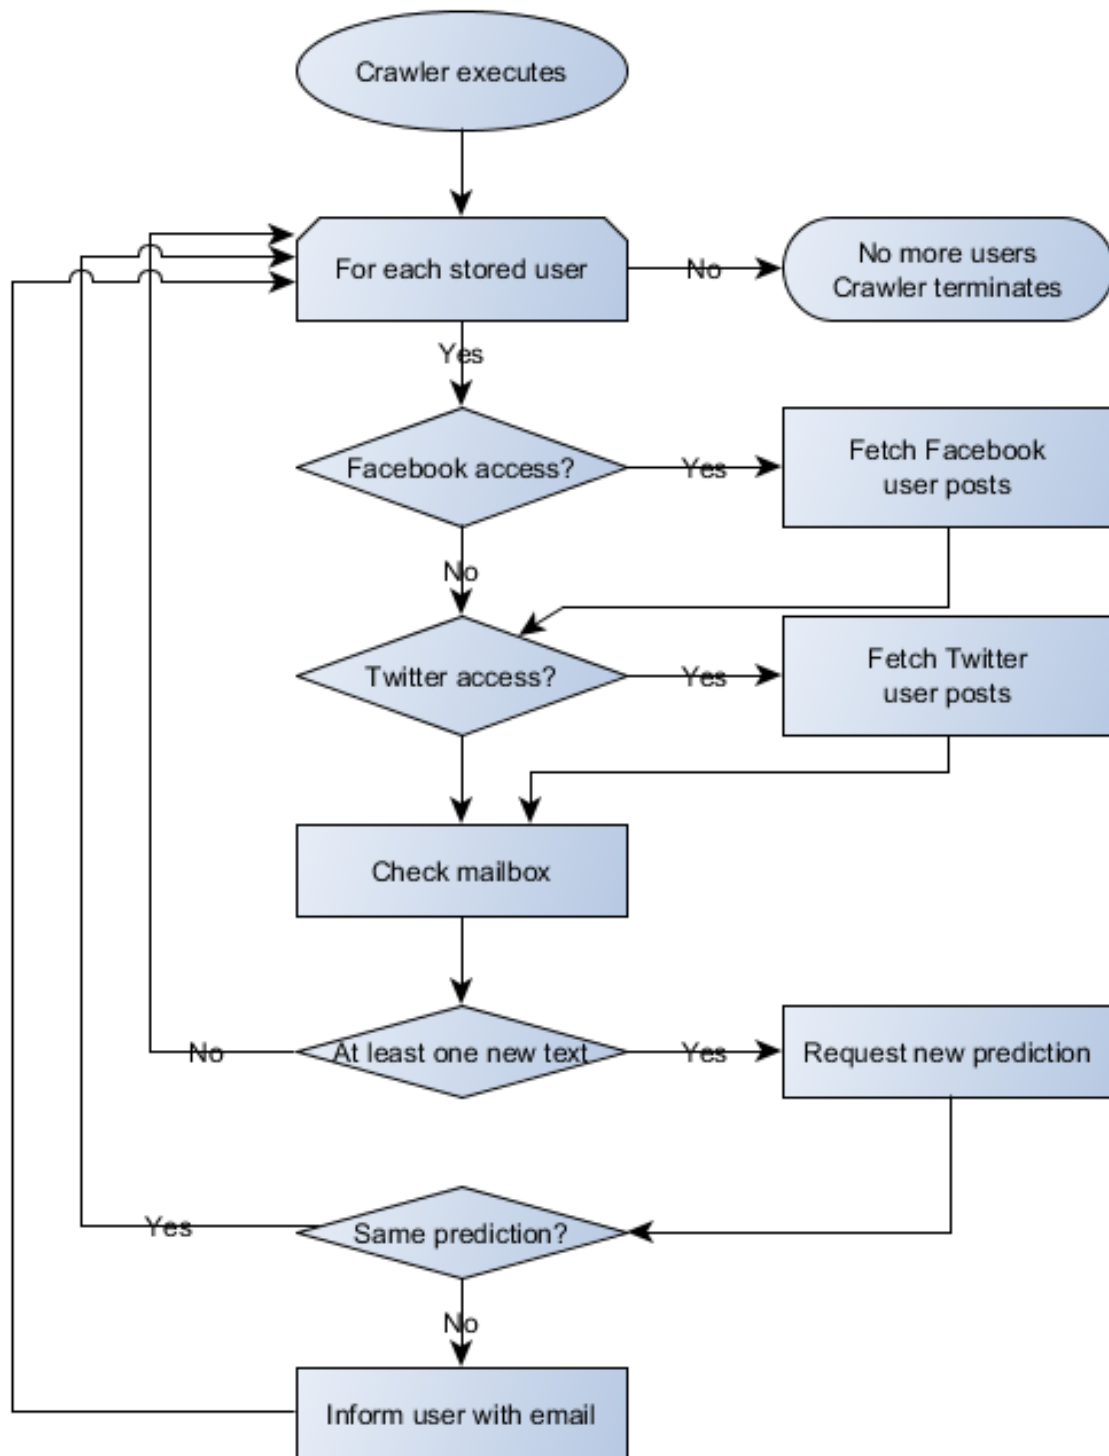 Crawler executes
For each stored user
No
No more users
Crawler terminates
Yes
Facebook access?
Yes
Fetch Facebook
user posts
No
Twitter access?
Yes
Fetch Twitter
user posts
Check mailbox
No
At least one new text
Yes
Request new prediction
Yes
Same prediction?
No
Inform user with email